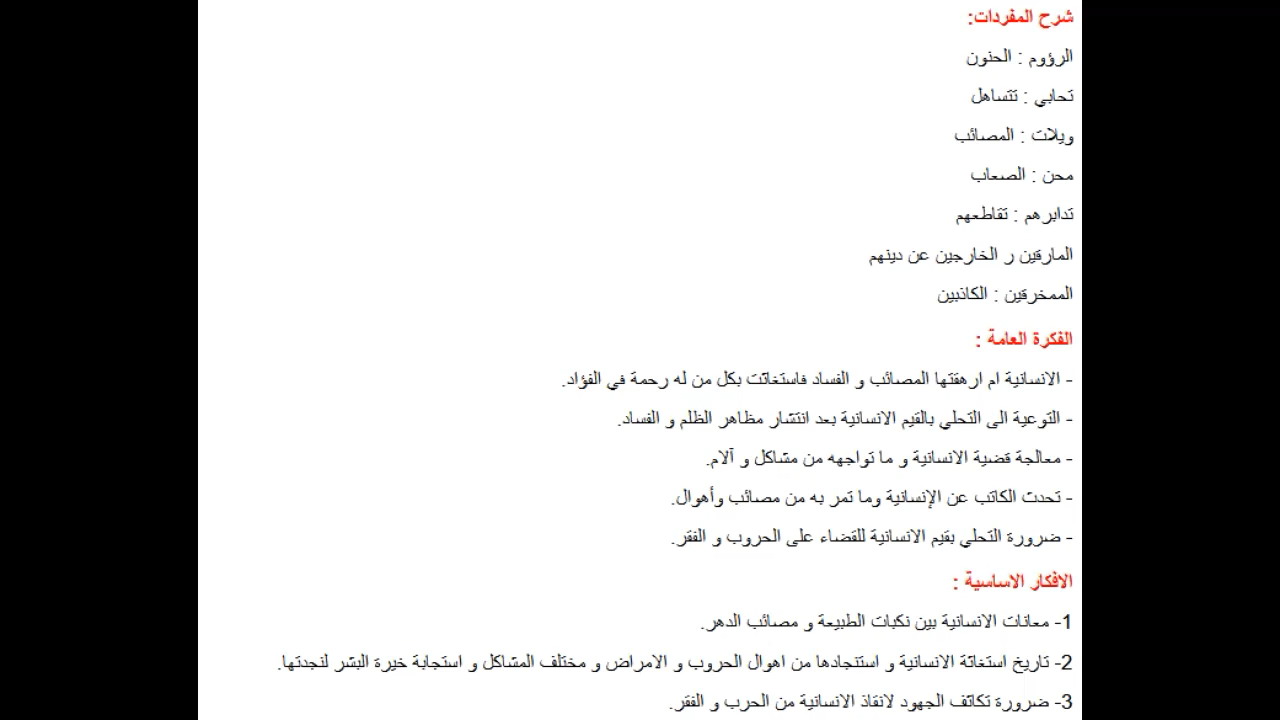 شرح المفردات:
الرؤوم : الحنون
تحابي : تتساهل
ويلات : المصائب
محن : الصعاب
تدابرهم : تقاطعهم
المارقين ر الخارجين عن دينهم
الممخرقين : الكاذبين
الفكرة العامة :
- الانسانية ام ارهقتها المصائب و الفساد فاستغاثت بكل من له رحمة في الفؤاد.
- التوعية الى التحلي بالقيم الانسانية بعد انتشار مظاهر الظلم و الفساد.
- معالجة قضية الانسانية و ما تواجهه من مشاكل و آلام.
- تحدث الكاتب عن الإنسانية وما تمر به من مصائب وأهوال.
- ضرورة التحلي بقيم الانسانية للقضاء على الحروب و الفقر.
الافكار الاساسية :
1- معانات الانسانية بين نكبات الطبيعة و مصائب الدهر.
2- تاريخ استغاثة الانسانية و استنجادها من اهوال الحروب و الامراض و مختلف المشاكل و استجابة خيرة البشر لنجدتها.
3- ضرورة تكاثف الجهود لانقاذ الانسانية من الحرب و الفقر.